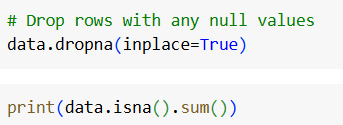 # Drop rows with any null values
data.dropna(inplace=True)
print(data.isna().sum())